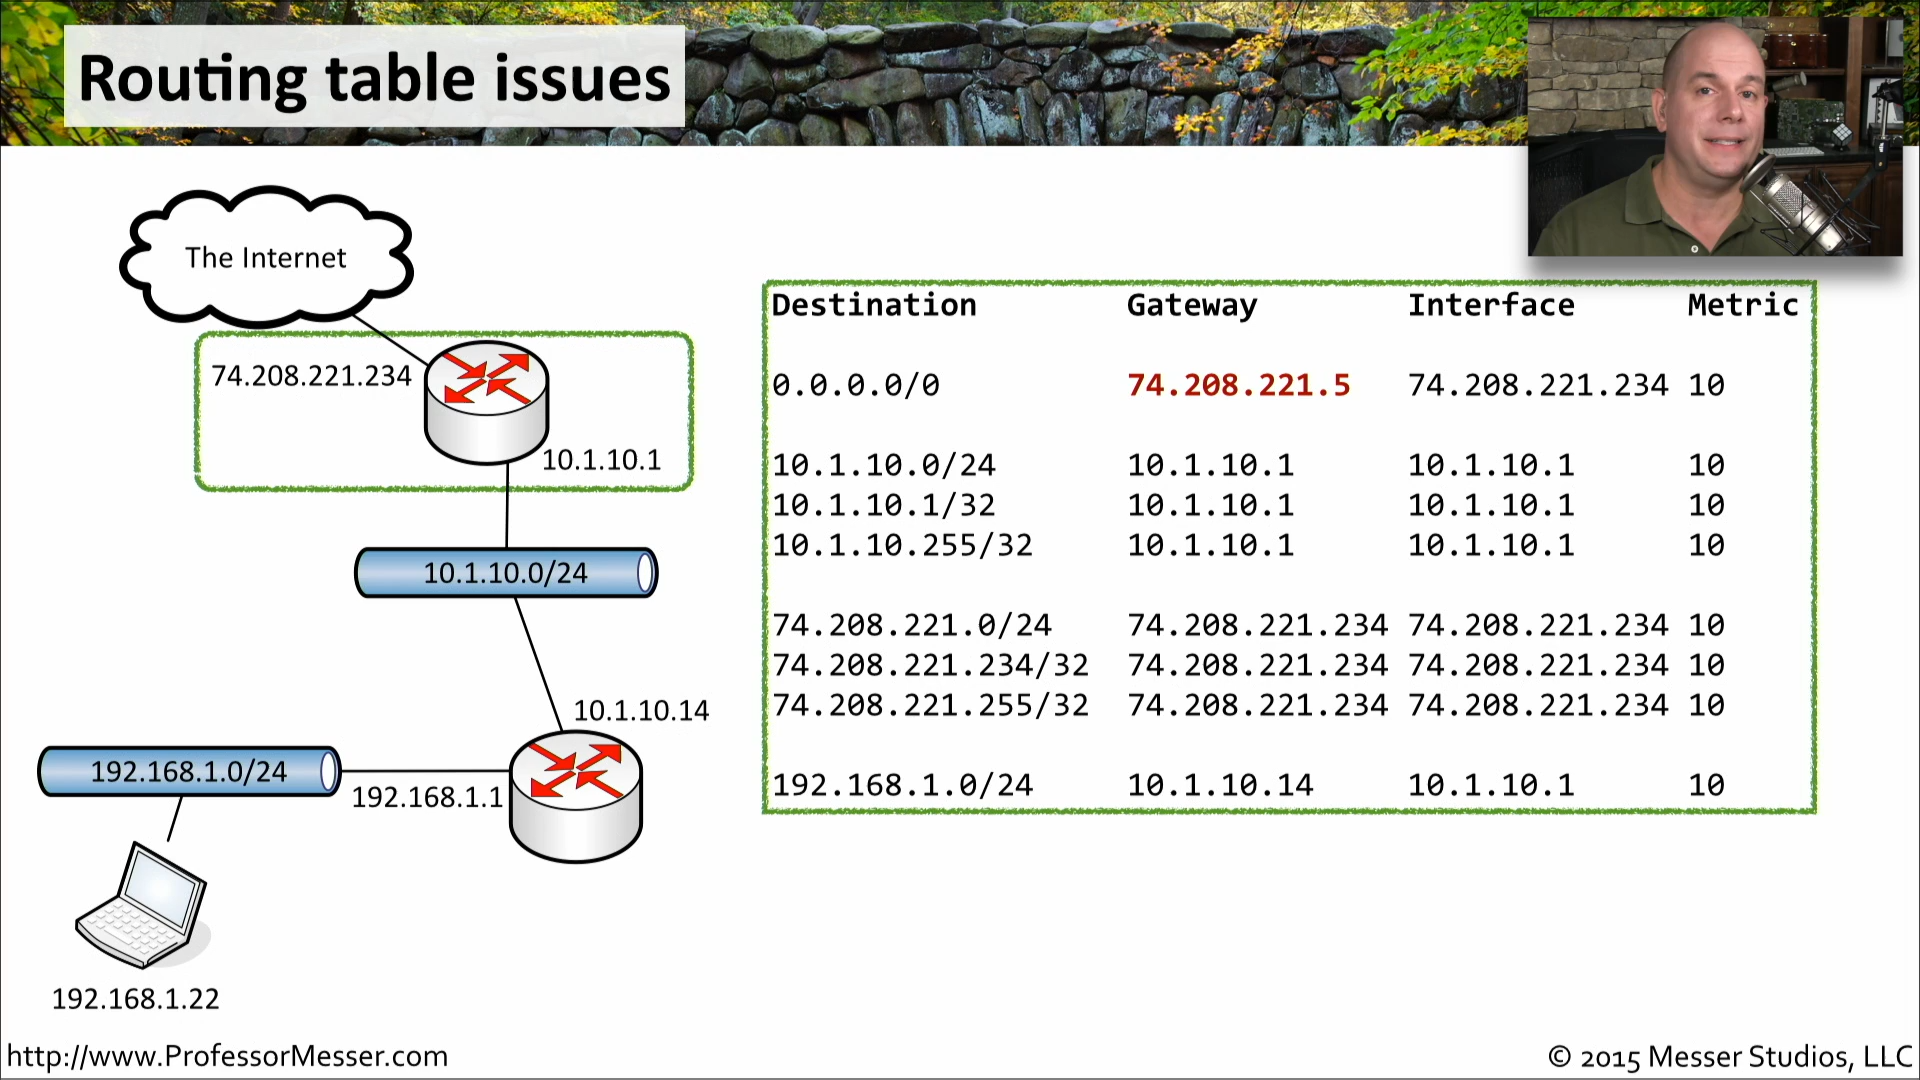 Routing table issues
The Internet
74.208.221.234
10.1.10.1
10.1.10.0/24
10.1.10.14
192.168.1.0/24
192.168.1.1
192.168.1.22
Destination Gateway Interface Metric
0.0.0.0/0 74.208.221.5 74.208.221.234 10
10.1.10.0/24 10.1.10.1 10.1.10.1 10
10.1.10.1/32 10.1.10.1 10.1.10.1 10
10.1.10.255/32 10.1.10.1 10.1.10.1 10
74.208.221.0/24 74.208.221.234 74.208.221.234 10
74.208.221.234/32 74.208.221.234 74.208.221.234 10
74.208.221.255/32 74.208.221.234 74.208.221.234 10
192.168.1.0/24 10.1.10.14 10.1.10.1 10
http://www.ProfessorMesser.com
© 2015 Messer Studios, LLC